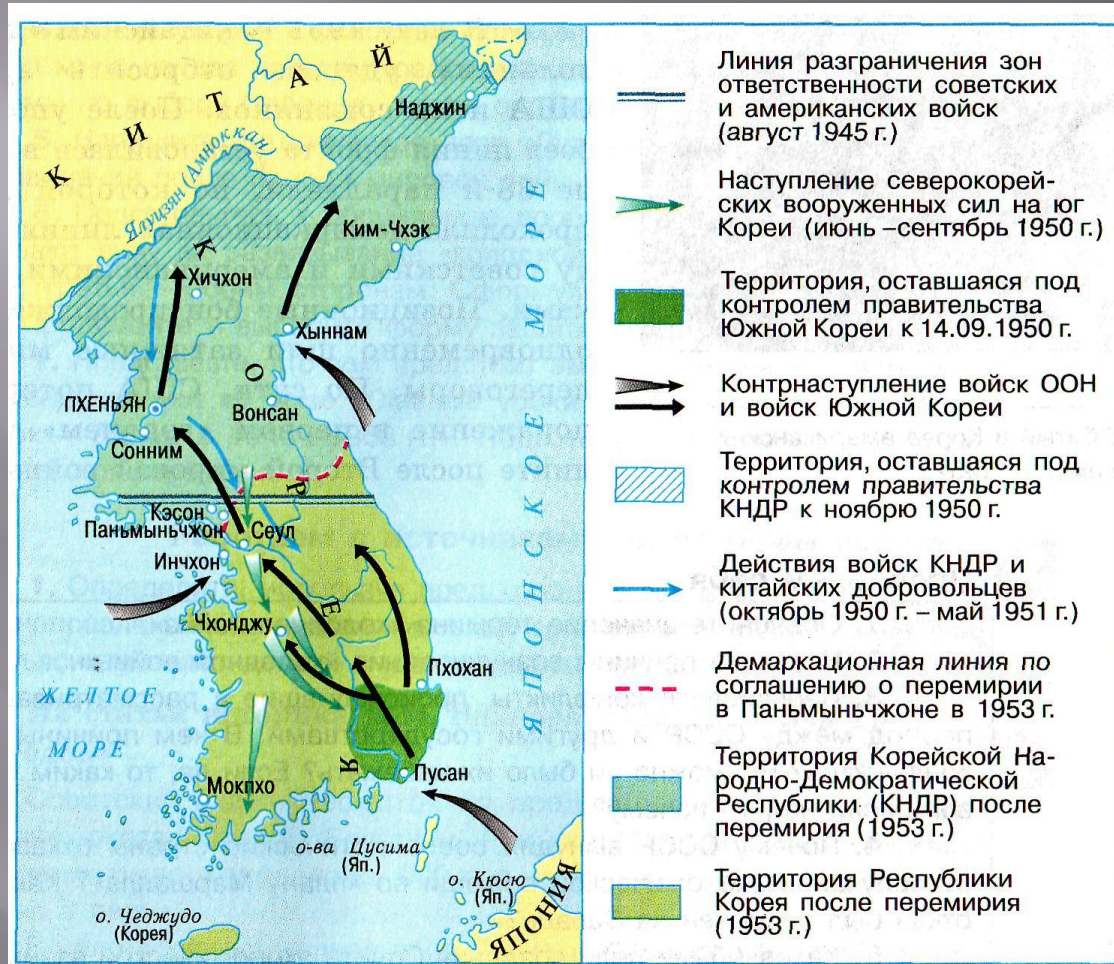 КИТАЙ
Наджин
Ялуцзян (Амноккан)
Ким-Чхэк
Хичхон
Хыннам
ПХЕНЬЯН
Вонсан
Сонним
КОРЕЯ
Кэсон
Паньмыньчжон
Сеул
Инчхон
Чхонджу
Пхохан
ЖЕЛТОЕ
МОРЕ
Мокпхо
Пусан
о-ва Цусима
(Яп.)
о. Кюсю
(Яп.)
о. Чеджудо
(Корея)
ЯПОНИЯ
ЯПОНСКОЕ МОРЕ
Линия разграничения зон
ответственности советских
и американских войск
(август 1945 г.)
Наступление северокорей-
ских вооруженных сил на юг
Кореи (июнь –сентябрь 1950 г.)
Территория, оставшаяся под
контролем правительства
Южной Кореи к 14.09.1950 г.
Контрнаступление войск ООН
и войск Южной Кореи
Территория, оставшаяся под
контролем правительства
КНДР к ноябрю 1950 г.
Действия войск КНДР и
китайских добровольцев
(октябрь 1950 г. - май 1951 г.)
Демаркационная линия по
соглашению о перемирии
в Паньмыньчжоне в 1953 г.
Территория Корейской На-
родно-Демократической
Республики (КНДР) после
перемирия (1953 г.)
Территория Республики
Корея после перемирия
(1953 г.)